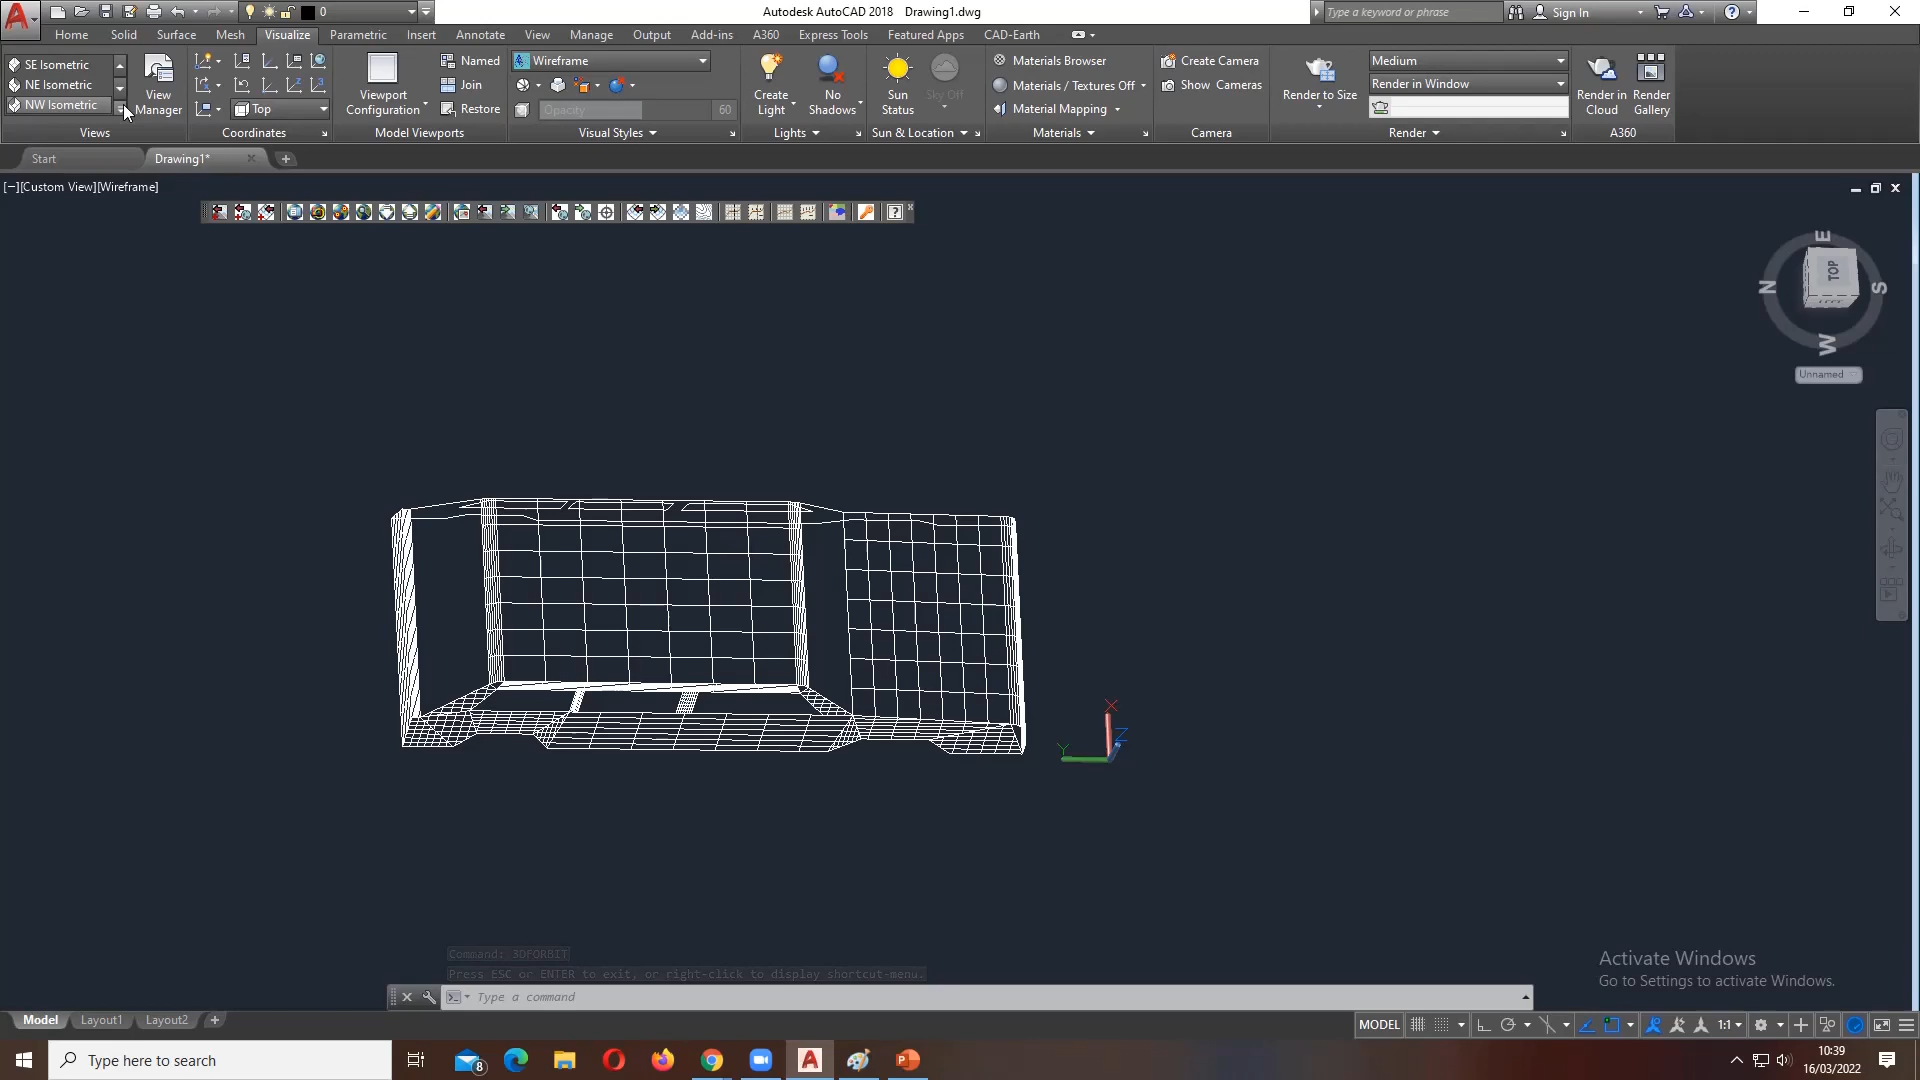 Autodesk AutoCAD 2018 Drawing1.dwg
0
Type a keyword or phrase
Sign In
Home Solid Surface Mesh Visualize Parametric Insert Annotate View Manage Output Add-ins A360 Express Tools Featured Apps CAD-Earth
SE Isometric
NE Isometric
NW Isometric
View
Manager
Views
Top
Coordinates
Viewport
Configuration
Named
Join
Restore
Model Viewports
Wireframe
Opacity 60
Visual Styles
Create
Light
No
Shadows
Lights
Sun
Status
Sky Off
Sun & Location
Materials Browser
Materials / Textures Off
Material Mapping
Materials
Create Camera
Show Cameras
Camera
Render to Size
Medium
Render in Window
Render
Render in
Cloud
Render
Gallery
A360
Start
Drawing1*
[−][Custom View][Wireframe]
E
TOP
N
S
W
Unnamed
X
Y
Z
Command: 3DFORBIT
Press ESC or ENTER to exit, or right-click to display shortcut-menu.
Type a command
Activate Windows
Go to Settings to activate Windows.
Model Layout1 Layout2
MODEL
1:1
Type here to search
8
10:39
16/03/2022